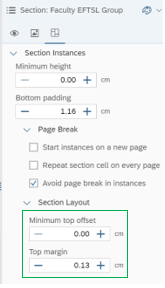 Section: Faculty EFTSL Group
Section Instances
Minimum height
0.00 cm
Bottom padding
1.16 cm
Page Break
Start instances on a new page
Repeat section cell on every page
Avoid page break in instances
Section Layout
Minimum top offset
0.00 cm
Top margin
0.13 cm